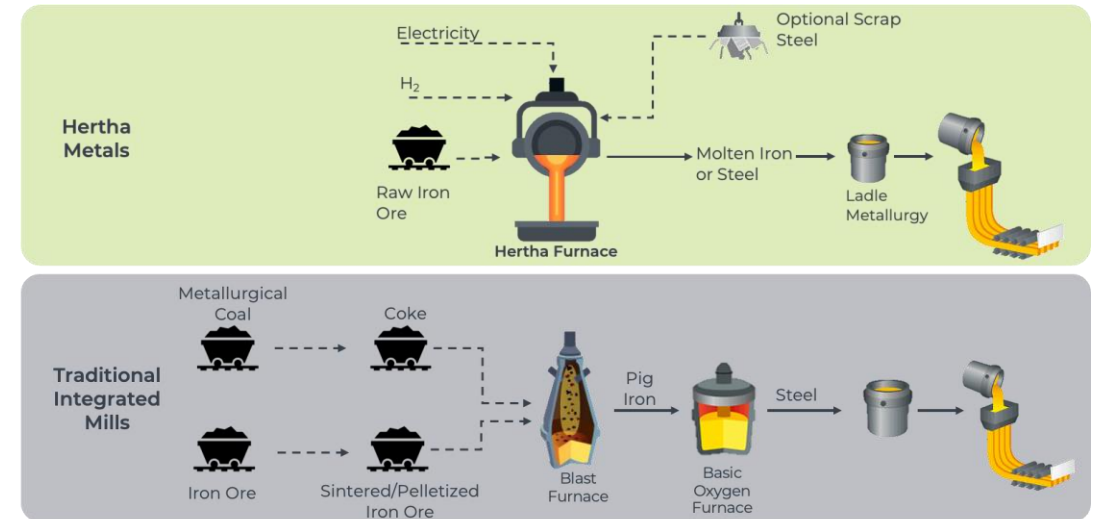 Hertha
Metals
Electricity
H₂
Raw Iron
Ore
Hertha Furnace
Optional Scrap
Steel
Molten Iron
or Steel
Ladle
Metallurgy
Traditional
Integrated
Mills
Metallurgical
Coal
Coke
Iron Ore
Sintered/Pelletized
Iron Ore
Blast
Furnace
Pig
Iron
Basic
Oxygen
Furnace
Steel